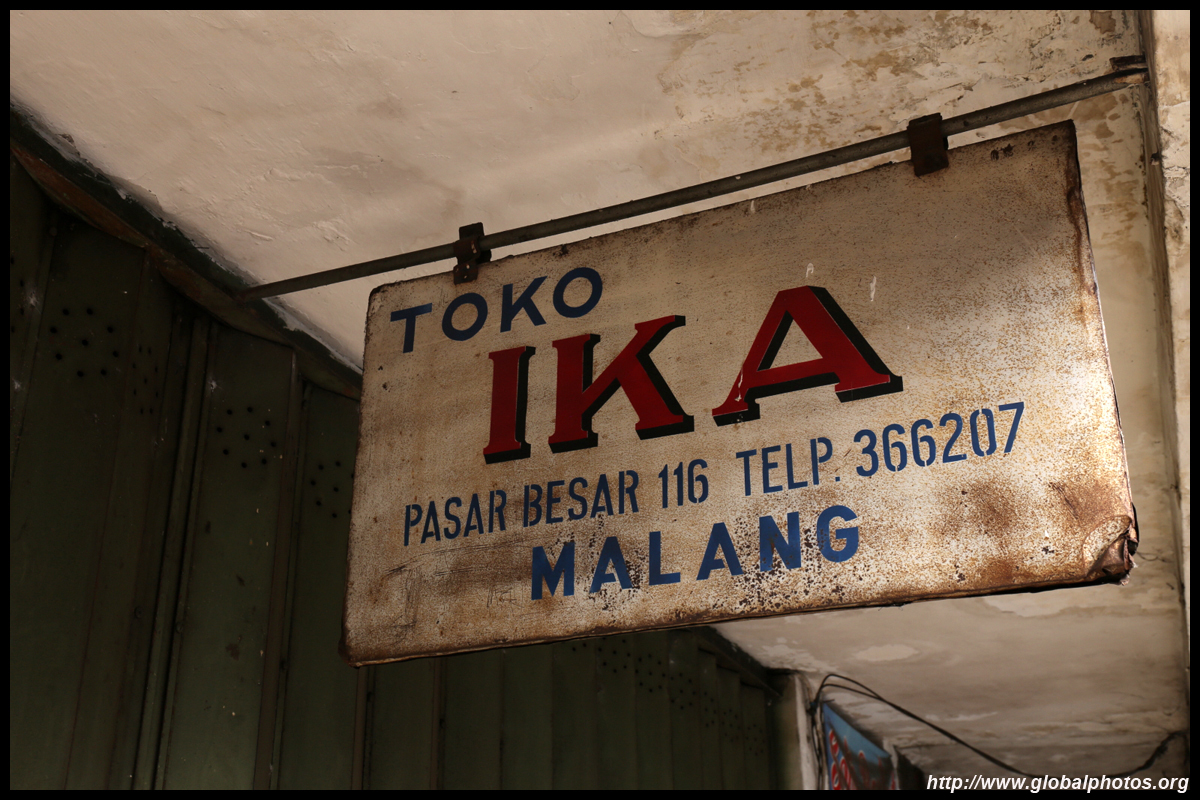 TOKO
IKA
PASAR BESAR 116 TELP. 366207
MALANG
http://www.globalphotos.org